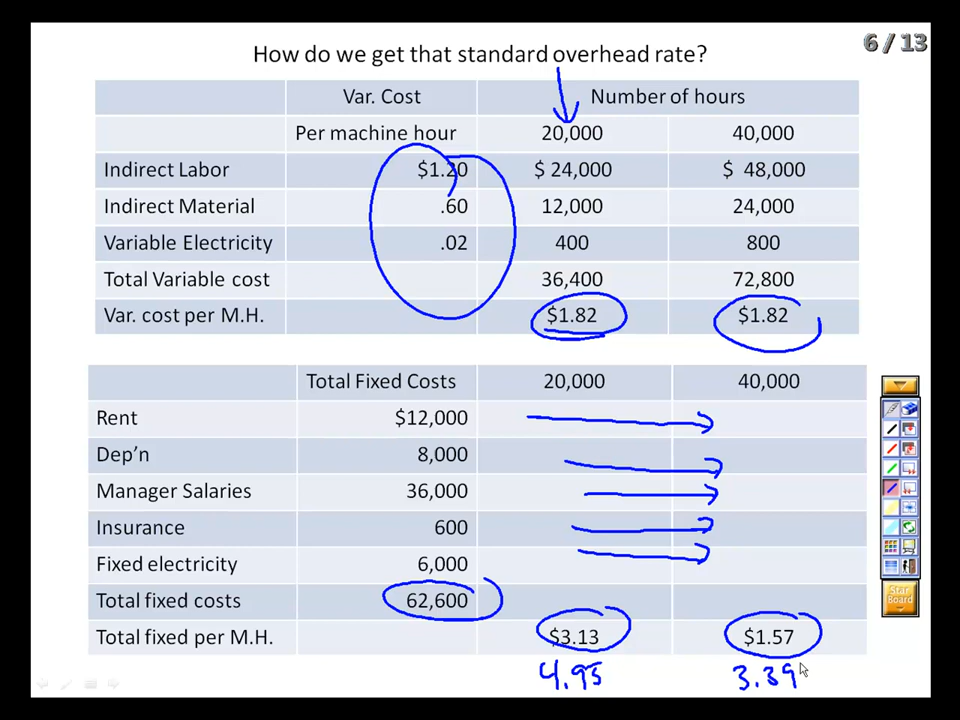 6 / 13
How do we get that standard overhead rate?
Var. Cost Number of hours
Per machine hour 20,000 40,000
Indirect Labor $1.20 $ 24,000 $ 48,000
Indirect Material .60 12,000 24,000
Variable Electricity .02 400 800
Total Variable cost 36,400 72,800
Var. cost per M.H. $1.82 $1.82
Total Fixed Costs 20,000 40,000
Rent $12,000
Dep’n 8,000
Manager Salaries 36,000
Insurance 600
Fixed electricity 6,000
Total fixed costs 62,600
Total fixed per M.H. $3.13 $1.57
4.95 3.39
Star
Board